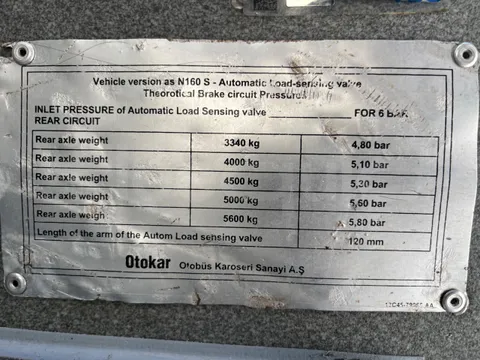 Vehicle version as N160 S - Automatic Load-sensing valve
Theorotical Brake circuit Pressures
INLET PRESSURE of Automatic Load Sensing valve FOR 6 BAR
REAR CIRCUIT
Rear axle weight 3340 kg 4,80 bar
Rear axle weight 4000 kg 5,10 bar
Rear axle weight 4500 kg 5,30 bar
Rear axle weight 5000 kg 5,60 bar
Rear axle weight 5600 kg 5,80 bar
Length of the arm of the Autom Load sensing valve 120 mm
Otokar Otobüs Karoseri Sanayi A.Ş